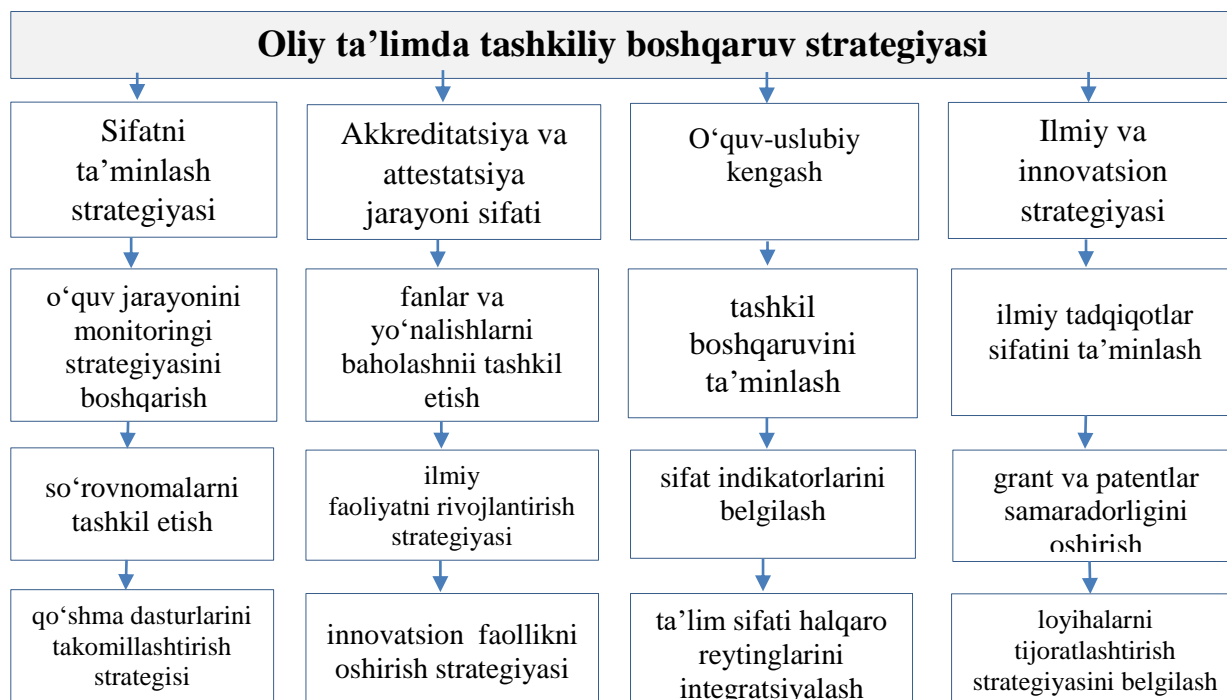 Oliy ta’limda tashkiliy boshqaruv strategiyasi
Sifatni
ta’minlash
strategiyasi
Akkreditatsiya va
attestatsiya
jarayoni sifati
O‘quv-uslubiy
kengash
Ilmiy va
innovatsion
strategiyasi
o‘quv jarayonini
monitoringi
strategiyasini
boshqarish
fanlar va
yo‘nalishlarni
baholashnii tashkil
etish
tashkil
boshqaruvini
ta’minlash
ilmiy tadqiqotlar
sifatini ta’minlash
so‘rovnomalarni
tashkil etish
ilmiy
faoliyatni rivojlantirish
strategiyasi
sifat indikatorlarini
belgilash
grant va patentlar
samaradorligini
oshirish
qo‘shma dasturlarini
takomillashtirish
strategisi
innovatsion faollikni
oshirish strategiyasi
ta’lim sifati halqaro
reytinglarini
integratsiyalash
loyihalarni
tijoratlashtirish
strategiyasini belgilash